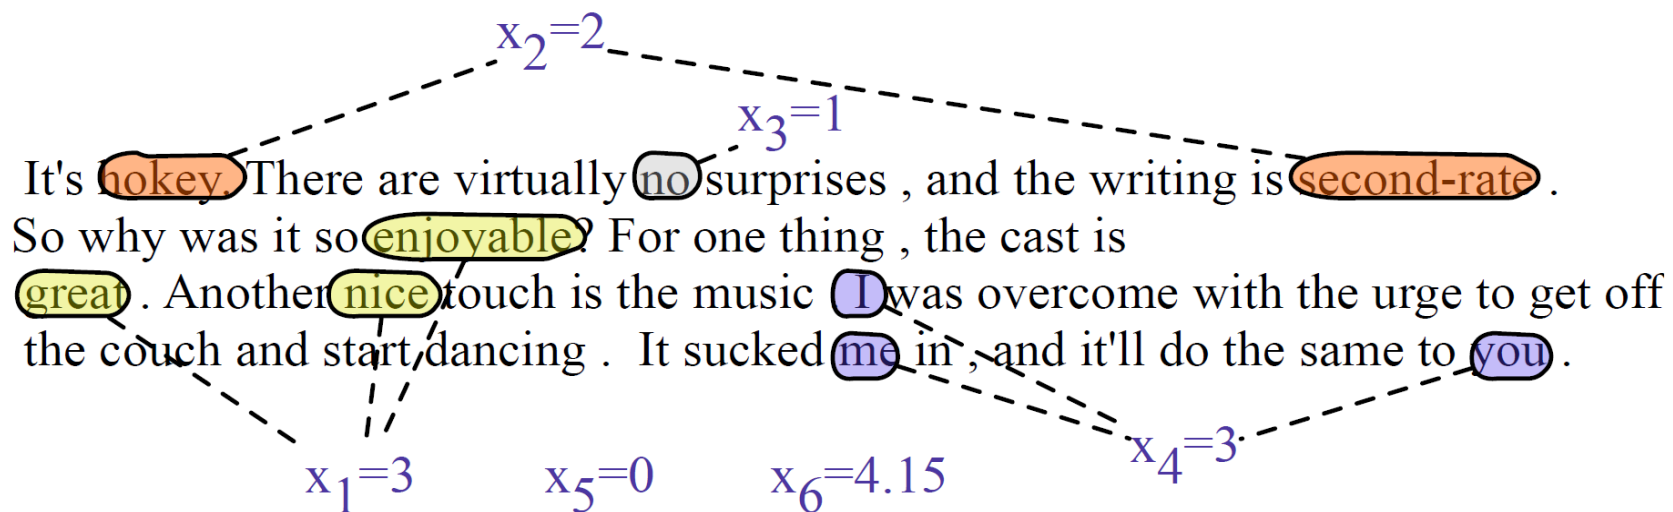 x2=2
x3=1
It's hokey. There are virtually no surprises , and the writing is second-rate .
So why was it so enjoyable? For one thing , the cast is
great . Another nice touch is the music I was overcome with the urge to get off
the couch and start dancing . It sucked me in , and it'll do the same to you .
x4=3
x1=3 x5=0 x6=4.15